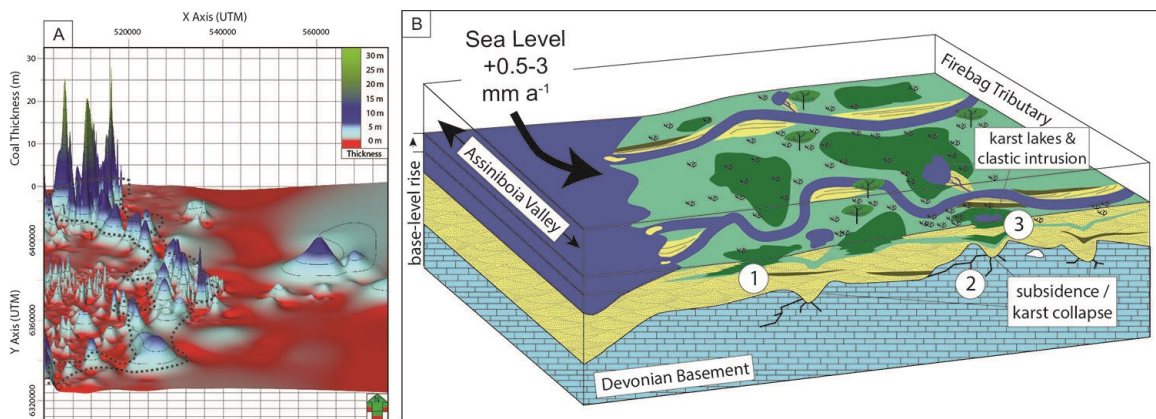 A
X Axis (UTM)
520000
540000
560000
Coal Thickness (m)
30
20
10
0
30 m
25 m
20 m
15 m
10 m
5 m
0 m
Thickness
Y Axis (UTM)
6400000
6360000
6320000
B
Sea Level
+0.5-3
mm a⁻¹
Firebag Tributary
karst lakes &
clastic intrusion
Assiniboia Valley
base-level rise
1
2
3
subsidence /
karst collapse
Devonian Basement